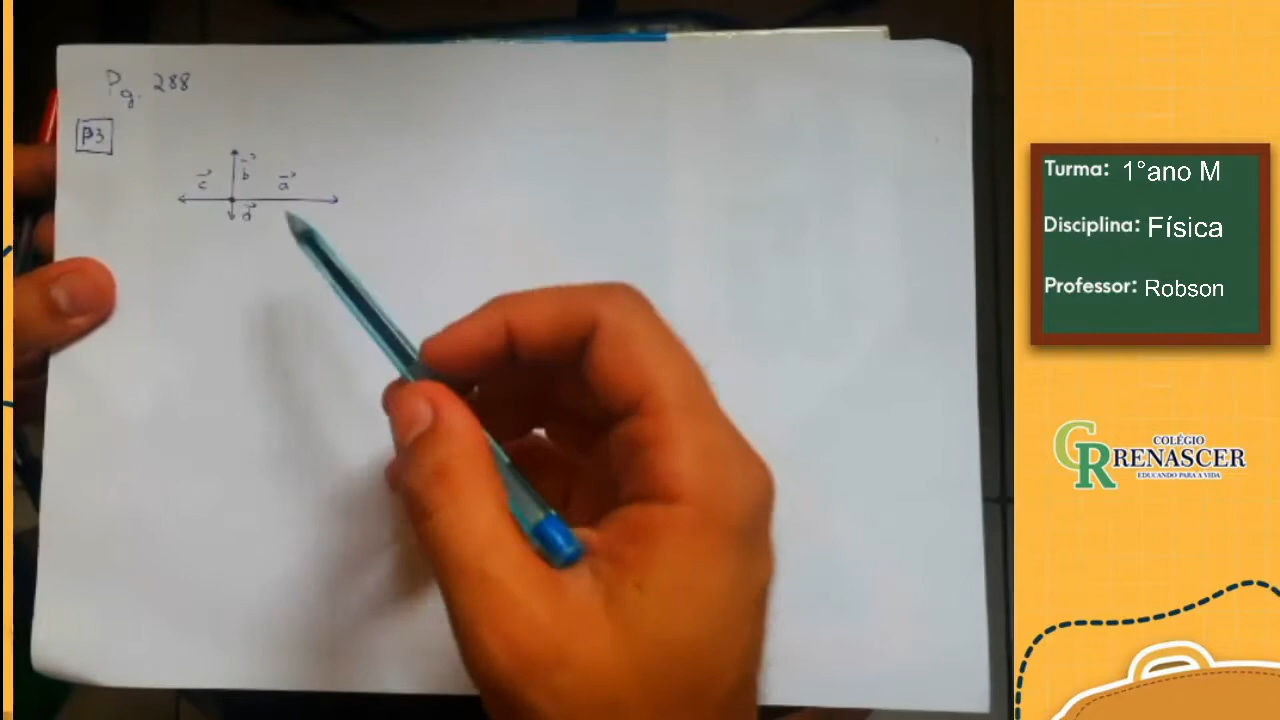 Pg. 288
P3
b
c
a
d
Turma: 1°ano M
Disciplina: Física
Professor: Robson
CR
COLÉGIO
RENASCER
EDUCANDO PARA A VIDA